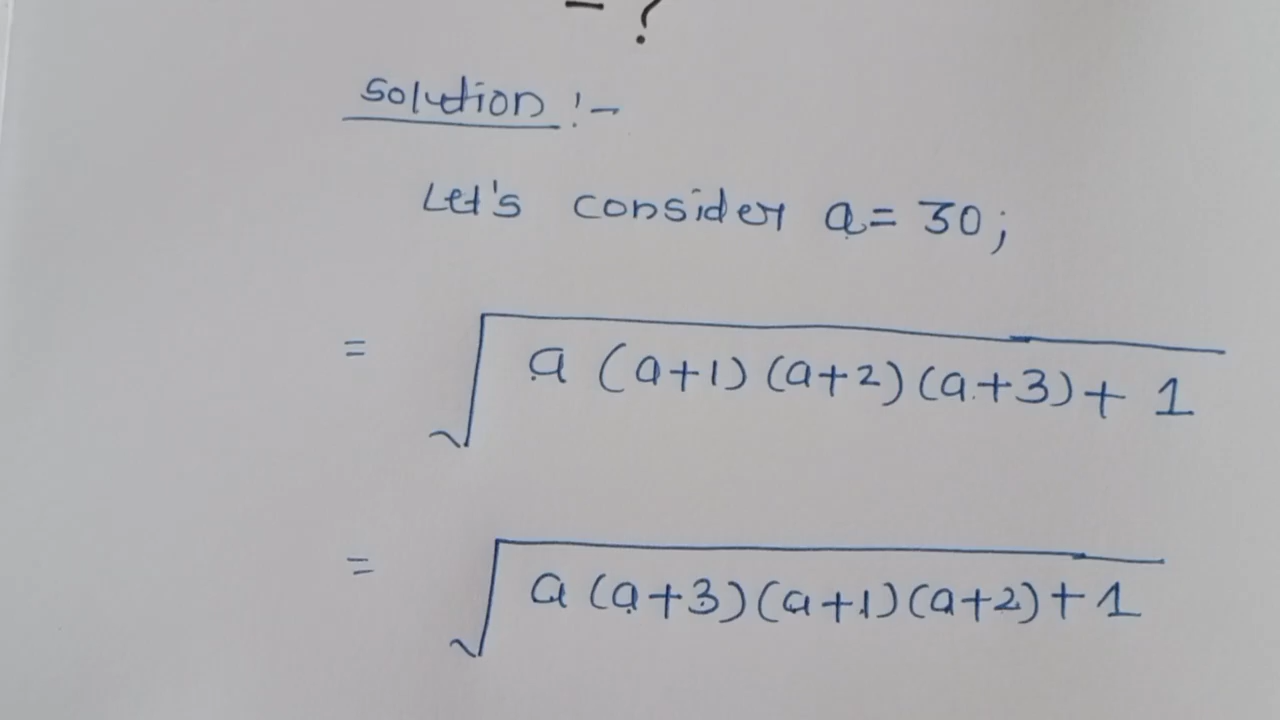 = ?
Solution :-
Let's consider a = 30;
= √a (a+1) (a+2) (a+3) + 1
= √a (a+3) (a+1) (a+2) + 1